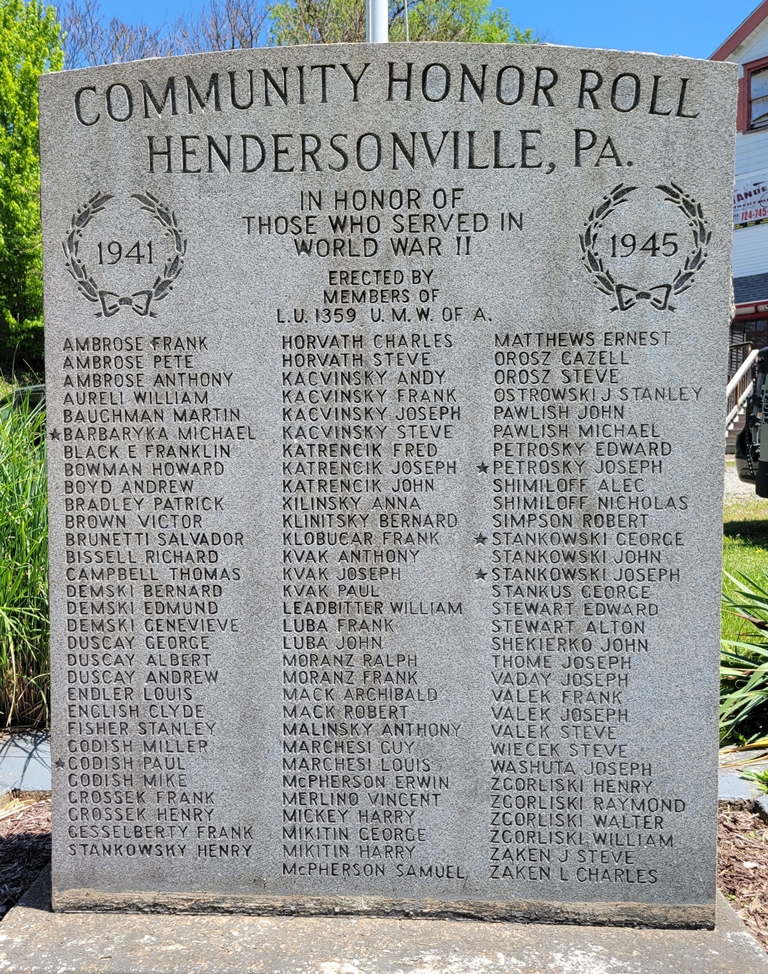 COMMUNITY HONOR ROLL
HENDERSONVILLE, PA.
IN HONOR OF
THOSE WHO SERVED IN
WORLD WAR II
1941
1945
ERECTED BY
MEMBERS OF
L.U. 1359 U.M.W. OF A.
AMBROSE FRANK
AMBROSE PETE
AMBROSE ANTHONY
AURELI WILLIAM
BAUGHMAN MARTIN
★BARBARYKA MICHAEL
BLACK E FRANKLIN
BOWMAN HOWARD
BOYD ANDREW
BRADLEY PATRICK
BROWN VICTOR
BRUNETTI SALVADOR
BISSELL RICHARD
CAMPBELL THOMAS
DEMSKI BERNARD
DEMSKI EDMUND
DEMSKI GENEVIEVE
DUSCAY GEORGE
DUSCAY ALBERT
DUSCAY ANDREW
ENDLER LOUIS
ENGLISH CLYDE
FISHER STANLEY
GODISH MILLER
★GODISH PAUL
GODISH MIKE
GROSSEK FRANK
GROSSEK HENRY
GESSELBERTY FRANK
STANKOWSKY HENRY
HORVATH CHARLES
HORVATH STEVE
KACVINSKY ANDY
KACVINSKY FRANK
KACVINSKY JOSEPH
KACVINSKY STEVE
KATRENCIK FRED
KATRENCIK JOSEPH
KATRENCIK JOHN
KILINSKY ANNA
KLINITSKY BERNARD
KLOBUCAR FRANK
KVAK ANTHONY
KVAK JOSEPH
KVAK PAUL
LEADBITTER WILLIAM
LUBA FRANK
LUBA JOHN
MORANZ RALPH
MORANZ FRANK
MACK ARCHIBALD
MACK ROBERT
MALINSKY ANTHONY
MARCHESI GUY
MARCHESI LOUIS
McPHERSON ERWIN
MERLINO VINCENT
MICKEY HARRY
MIKITIN GEORGE
MIKITIN HARRY
McPHERSON SAMUEL
MATTHEWS ERNEST
OROSZ GAZELL
OROSZ STEVE
OSTROWSKI J STANLEY
PAWLISH JOHN
PAWLISH MICHAEL
PETROSKY EDWARD
★PETROSKY JOSEPH
SHIMILOFF ALEC
SHIMILOFF NICHOLAS
SIMPSON ROBERT
★STANKOWSKI GEORGE
STANKOWSKI JOHN
★STANKOWSKI JOSEPH
STANKUS GEORGE
STEWART EDWARD
STEWART ALTON
SHEKIERKO JOHN
THOME JOSEPH
VADAY JOSEPH
VALEK FRANK
VALEK JOSEPH
VALEK STEVE
WIECEK STEVE
WASHUTA JOSEPH
ZGORLISKI HENRY
ZGORLISKI RAYMOND
ZGORLISKI WALTER
ZGORLISKI WILLIAM
ZAKEN J STEVE
ZAKEN L CHARLES